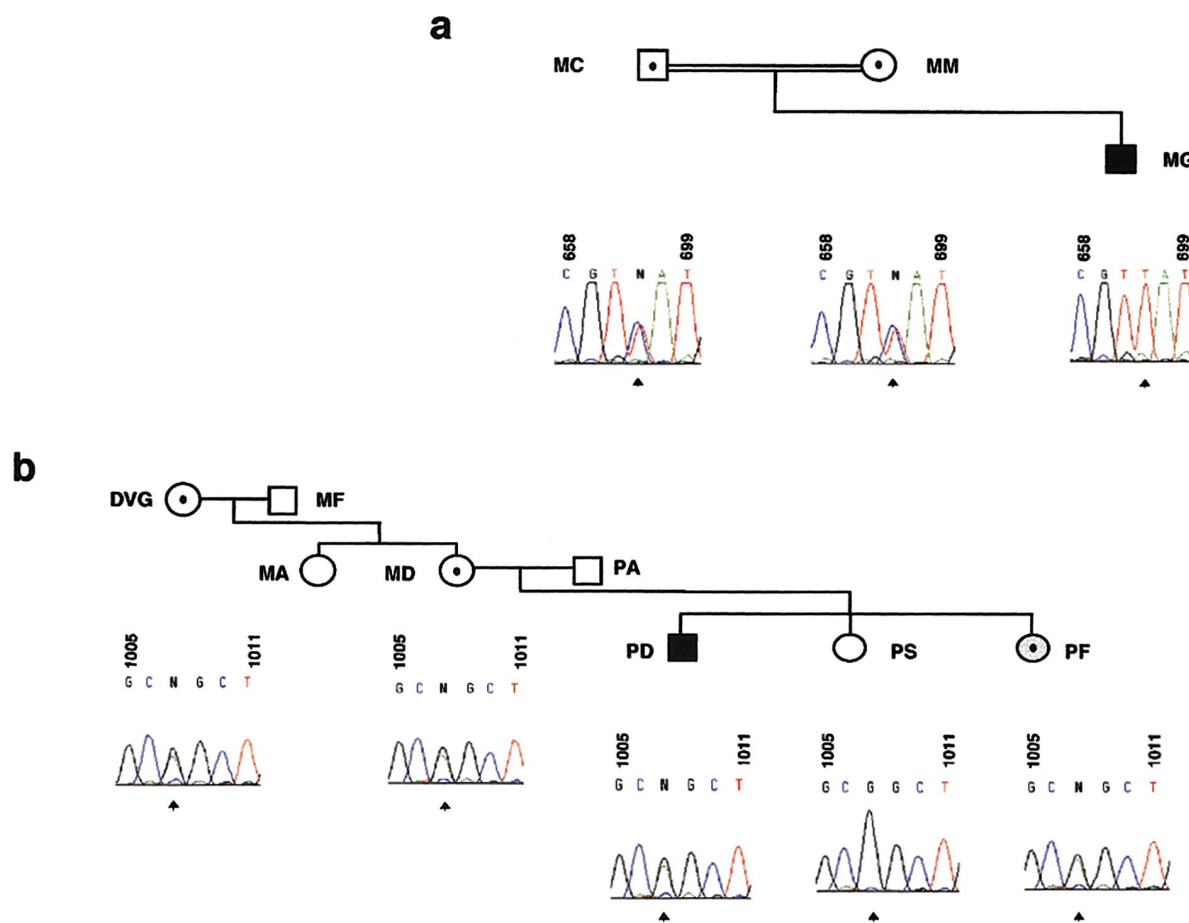 a
MC MM
MG
658 699 658 699 658 699
C G T N A T C G T N A T C G T T A T
b
DVG MF
MA MD PA
PD PS PF
1005 1011 1005 1011
G C N G C T G C N G C T
1005 1011 1005 1011 1005 1011
G C N G C T G C G G C T G C N G C T